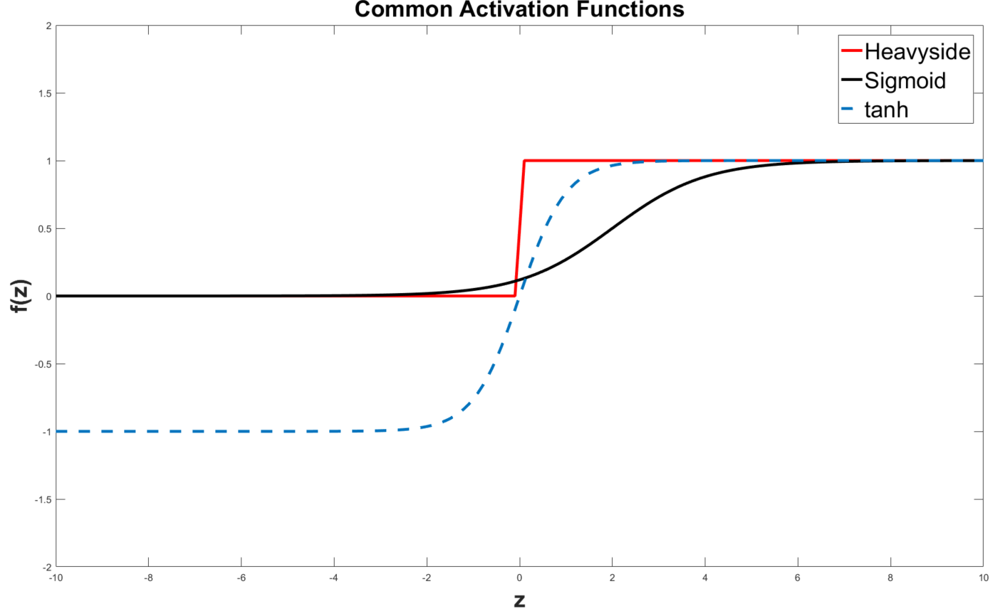 Common Activation Functions
2
1.5
1
0.5
0
-0.5
-1
-1.5
-2
f(z)
Heavyside
Sigmoid
tanh
-10 -8 -6 -4 -2 0 2 4 6 8 10
z